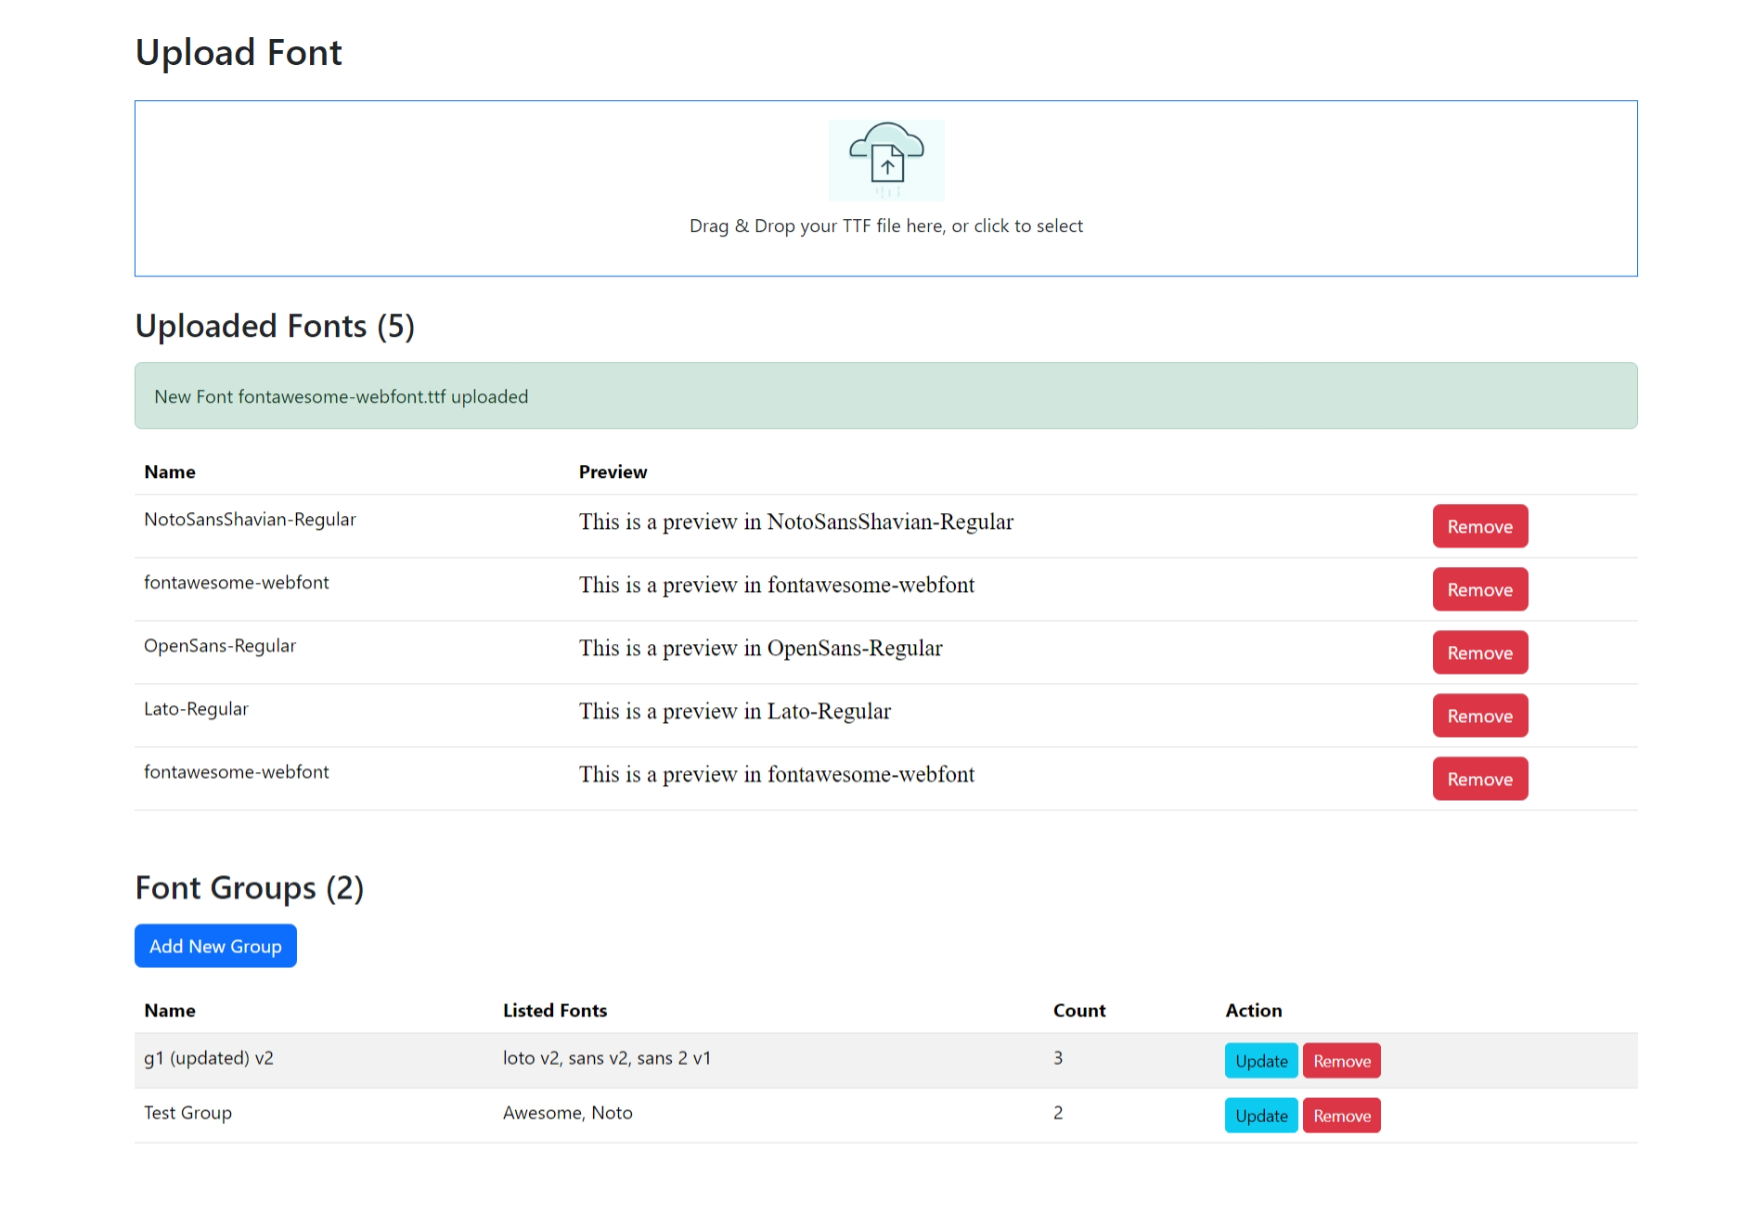 Upload Font
Drag & Drop your TTF file here, or click to select
Uploaded Fonts (5)
New Font fontawesome-webfont.ttf uploaded
Name Preview
NotoSansShavian-Regular This is a preview in NotoSansShavian-Regular Remove
fontawesome-webfont This is a preview in fontawesome-webfont Remove
OpenSans-Regular This is a preview in OpenSans-Regular Remove
Lato-Regular This is a preview in Lato-Regular Remove
fontawesome-webfont This is a preview in fontawesome-webfont Remove
Font Groups (2)
Add New Group
Name Listed Fonts Count Action
g1 (updated) v2 loto v2, sans v2, sans 2 v1 3 Update Remove
Test Group Awesome, Noto 2 Update Remove